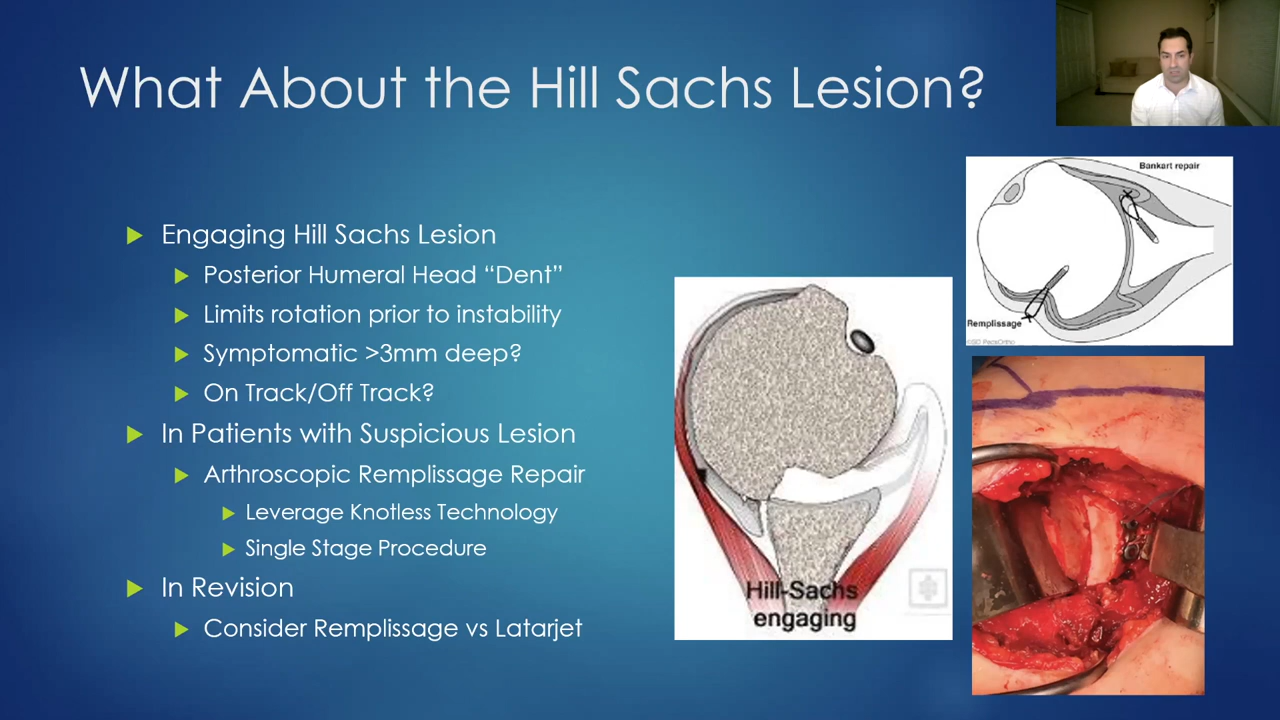 What About the Hill Sachs Lesion?
Engaging Hill Sachs Lesion
Posterior Humeral Head “Dent”
Limits rotation prior to instability
Symptomatic >3mm deep?
On Track/Off Track?
In Patients with Suspicious Lesion
Arthroscopic Remplissage Repair
Leverage Knotless Technology
Single Stage Procedure
In Revision
Consider Remplissage vs Latarjet
Hill-Sachs
engaging
Bankart repair
Remplissage